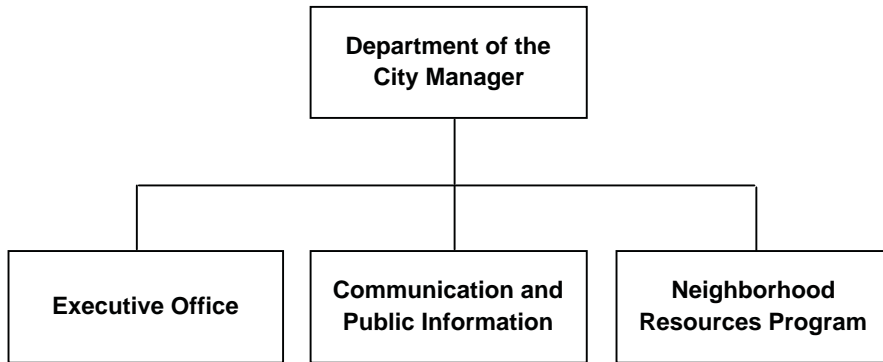 Department of the
City Manager
Executive Office
Communication and
Public Information
Neighborhood
Resources Program